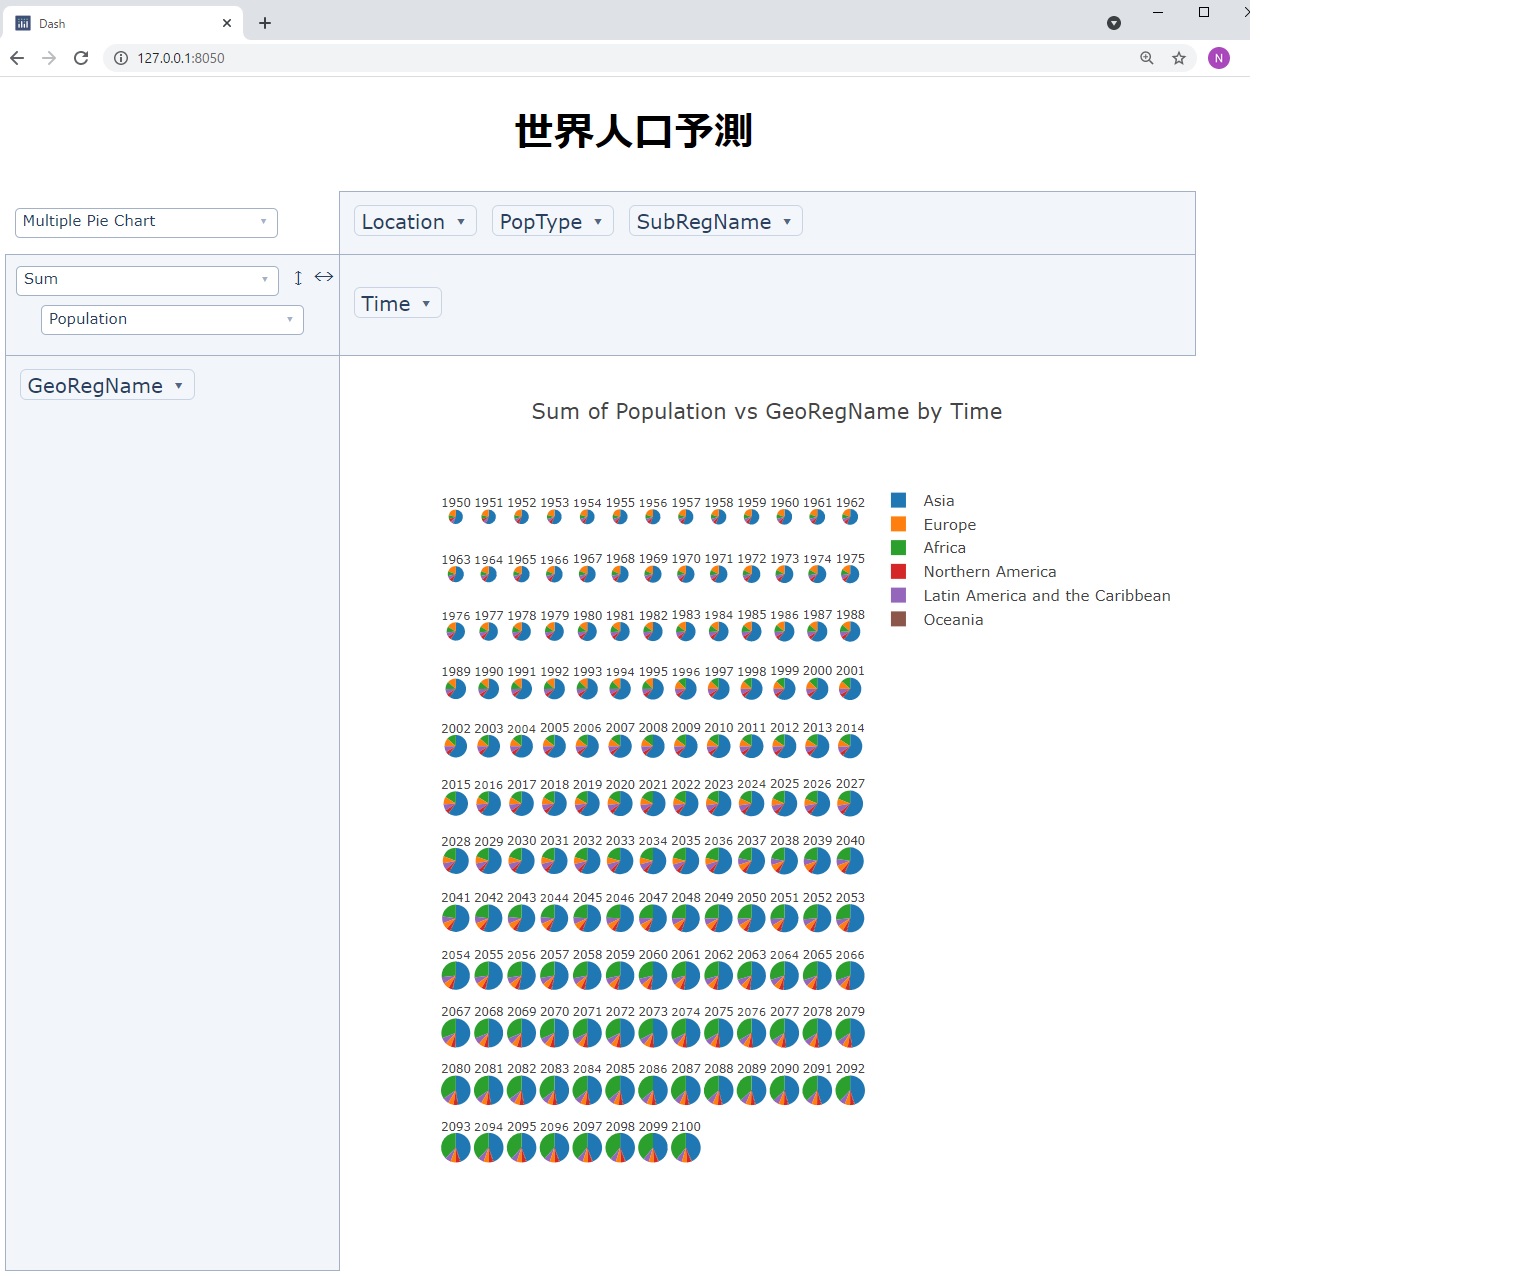 Dash
127.0.0.1:8050
N
世界人口予測
Multiple Pie Chart
Location PopType SubRegName
Sum
Population
Time
GeoRegName
Sum of Population vs GeoRegName by Time
1950 1951 1952 1953 1954 1955 1956 1957 1958 1959 1960 1961 1962
1963 1964 1965 1966 1967 1968 1969 1970 1971 1972 1973 1974 1975
1976 1977 1978 1979 1980 1981 1982 1983 1984 1985 1986 1987 1988
1989 1990 1991 1992 1993 1994 1995 1996 1997 1998 1999 2000 2001
2002 2003 2004 2005 2006 2007 2008 2009 2010 2011 2012 2013 2014
2015 2016 2017 2018 2019 2020 2021 2022 2023 2024 2025 2026 2027
2028 2029 2030 2031 2032 2033 2034 2035 2036 2037 2038 2039 2040
2041 2042 2043 2044 2045 2046 2047 2048 2049 2050 2051 2052 2053
2054 2055 2056 2057 2058 2059 2060 2061 2062 2063 2064 2065 2066
2067 2068 2069 2070 2071 2072 2073 2074 2075 2076 2077 2078 2079
2080 2081 2082 2083 2084 2085 2086 2087 2088 2089 2090 2091 2092
2093 2094 2095 2096 2097 2098 2099 2100
Asia
Europe
Africa
Northern America
Latin America and the Caribbean
Oceania